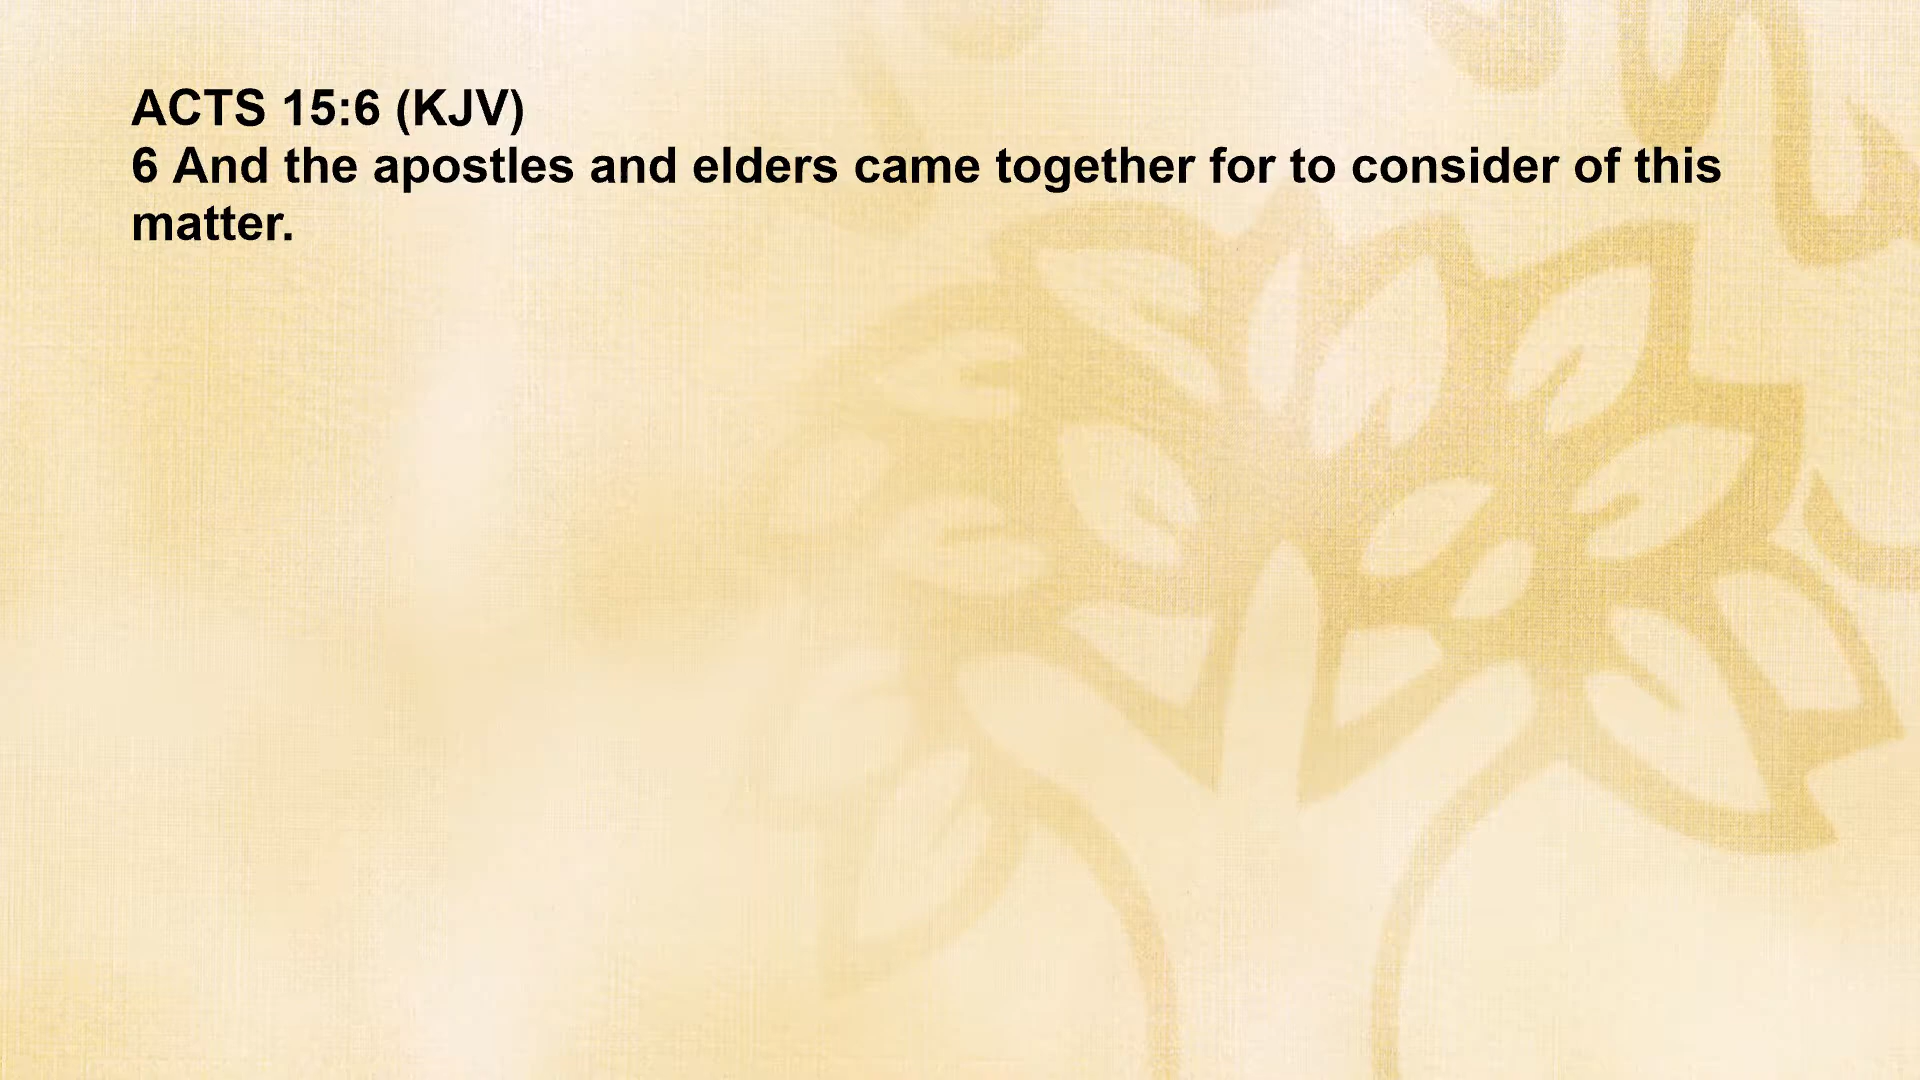 ACTS 15:6 (KJV)
6 And the apostles and elders came together for to consider of this
matter.